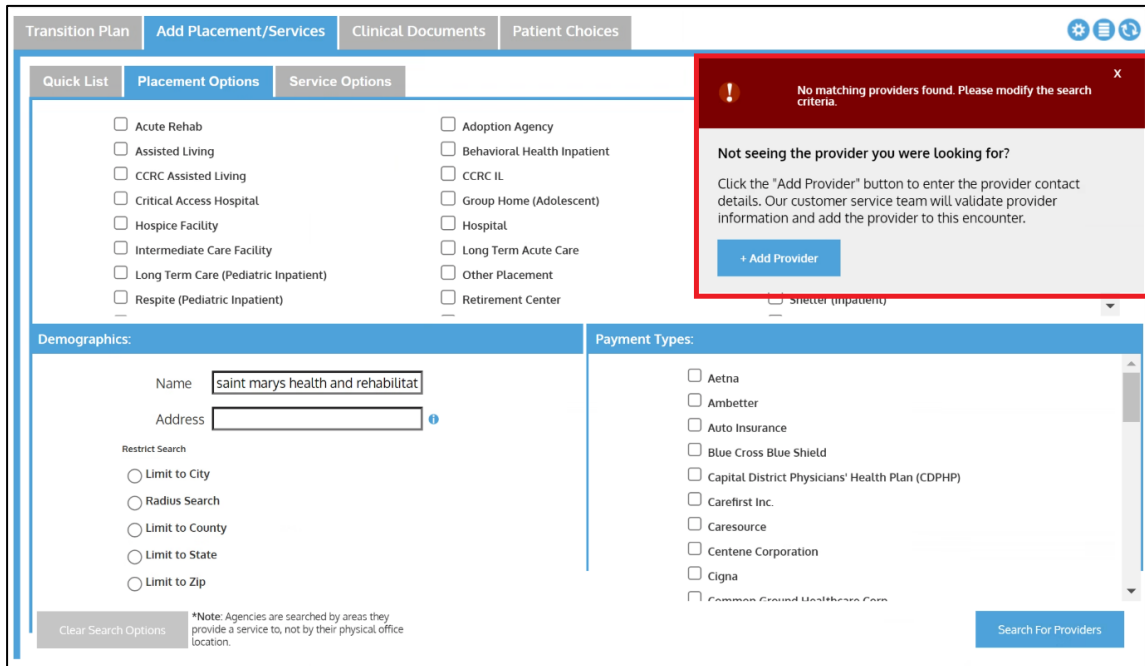 Transition Plan
Add Placement/Services
Clinical Documents
Patient Choices
Quick List
Placement Options
Service Options
X
No matching providers found. Please modify the search
criteria.
Not seeing the provider you were looking for?
Click the "Add Provider" button to enter the provider contact
details. Our customer service team will validate provider
information and add the provider to this encounter.
+ Add Provider
Acute Rehab
Adoption Agency
Assisted Living
Behavioral Health Inpatient
CCRC Assisted Living
CCRC IL
Critical Access Hospital
Group Home (Adolescent)
Hospice Facility
Hospital
Intermediate Care Facility
Long Term Acute Care
Long Term Care (Pediatric Inpatient)
Other Placement
Respite (Pediatric Inpatient)
Retirement Center
Shelter (Inpatient)
Demographics:
Name saint marys health and rehabilitat
Address
Restrict Search
Limit to City
Radius Search
Limit to County
Limit to State
Limit to Zip
Payment Types:
Aetna
Ambetter
Auto Insurance
Blue Cross Blue Shield
Capital District Physicians' Health Plan (CDPHP)
Carefirst Inc.
Caresource
Centene Corporation
Cigna
Common Ground Healthcare Corp
Clear Search Options
*Note: Agencies are searched by areas they
provide a service to, not by their physical office
location.
Search For Providers